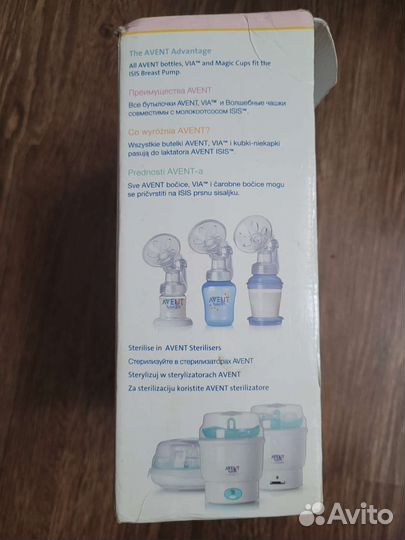 The AVENT Advantage
All AVENT bottles, VIA™ and Magic Cups fit the
ISIS Breast Pump.
Преимущества AVENT
Все бутылочки AVENT, VIA™ и Волшебные чашки
совместимы с молокоотсосом ISIS™.
Co wyróżnia AVENT?
Wszystkie butelki AVENT, VIA™ i kubki-niekapki
pasują do laktatora AVENT ISIS™.
Prednosti AVENT-a
Sve AVENT bočice, VIA™ i čarobne bočice mogu
se pričvrstiti na ISIS prsnu sisaljku.
AVENT
AVENT
Sterilise in AVENT Sterilisers
Стерилизуйте в стерилизаторах AVENT
Sterylizuj w sterylizatorach AVENT
Za sterilizaciju koristite AVENT sterilizatore
AVENT
AVENT
Avito